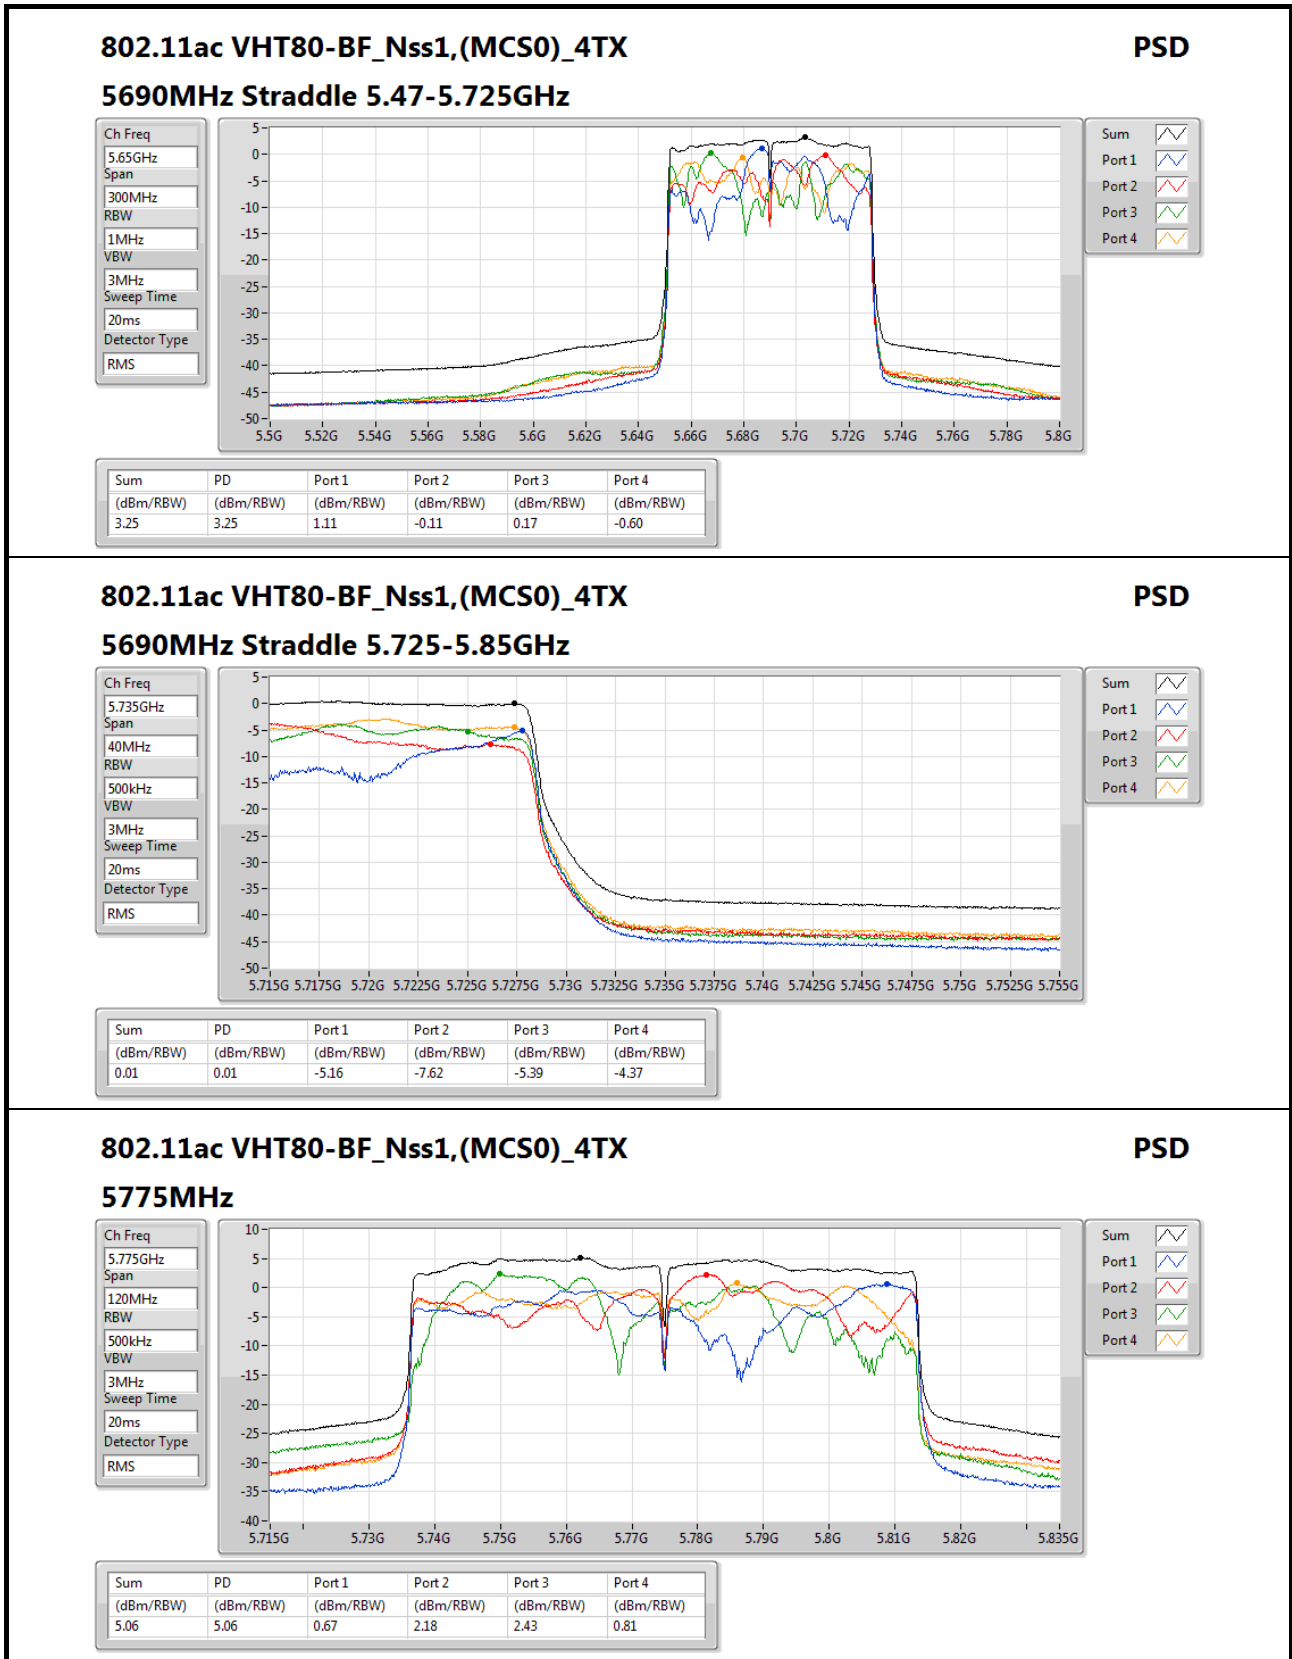 802.11ac VHT80-BF_Nss1,(MCS0)_4TX PSD
5690MHz Straddle 5.47-5.725GHz
Ch Freq
5.65GHz
Span
300MHz
RBW
1MHz
VBW
3MHz
Sweep Time
20ms
Detector Type
RMS
5
0
-5
-10
-15
-20
-25
-30
-35
-40
-45
-50
5.5G 5.52G 5.54G 5.56G 5.58G 5.6G 5.62G 5.64G 5.66G 5.68G 5.7G 5.72G 5.74G 5.76G 5.78G 5.8G
Sum
Port 1
Port 2
Port 3
Port 4
Sum PD Port 1 Port 2 Port 3 Port 4
(dBm/RBW) (dBm/RBW) (dBm/RBW) (dBm/RBW) (dBm/RBW) (dBm/RBW)
3.25 3.25 1.11 -0.11 0.17 -0.60
802.11ac VHT80-BF_Nss1,(MCS0)_4TX PSD
5690MHz Straddle 5.725-5.85GHz
Ch Freq
5.735GHz
Span
40MHz
RBW
500kHz
VBW
3MHz
Sweep Time
20ms
Detector Type
RMS
5
0
-5
-10
-15
-20
-25
-30
-35
-40
-45
-50
5.715G 5.7175G 5.72G 5.7225G 5.725G 5.7275G 5.73G 5.7325G 5.735G 5.7375G 5.74G 5.7425G 5.745G 5.7475G 5.75G 5.7525G 5.755G
Sum
Port 1
Port 2
Port 3
Port 4
Sum PD Port 1 Port 2 Port 3 Port 4
(dBm/RBW) (dBm/RBW) (dBm/RBW) (dBm/RBW) (dBm/RBW) (dBm/RBW)
0.01 0.01 -5.16 -7.62 -5.39 -4.37
802.11ac VHT80-BF_Nss1,(MCS0)_4TX PSD
5775MHz
Ch Freq
5.775GHz
Span
120MHz
RBW
500kHz
VBW
3MHz
Sweep Time
20ms
Detector Type
RMS
10
5
0
-5
-10
-15
-20
-25
-30
-35
-40
5.715G 5.73G 5.74G 5.75G 5.76G 5.77G 5.78G 5.79G 5.8G 5.81G 5.82G 5.835G
Sum
Port 1
Port 2
Port 3
Port 4
Sum PD Port 1 Port 2 Port 3 Port 4
(dBm/RBW) (dBm/RBW) (dBm/RBW) (dBm/RBW) (dBm/RBW) (dBm/RBW)
5.06 5.06 0.67 2.18 2.43 0.81